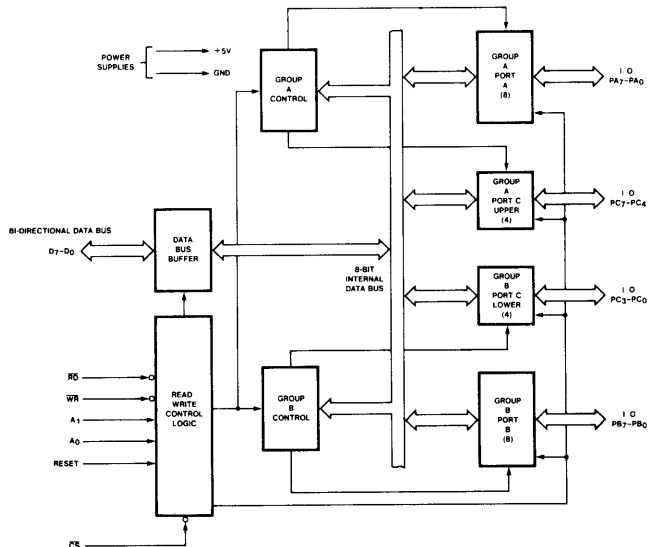 POWER
SUPPLIES
+5V
GND
GROUP
A
CONTROL
GROUP
A
PORT
A
(8)
I O
PA7-PA0
GROUP
A
PORT C
UPPER
(4)
I O
PC7-PC4
BI-DIRECTIONAL DATA BUS
D7-D0
DATA
BUS
BUFFER
8-BIT
INTERNAL
DATA BUS
GROUP
B
PORT C
LOWER
(4)
I O
PC3-PC0
RD
WR
A1
A0
RESET
READ
WRITE
CONTROL
LOGIC
GROUP
B
CONTROL
GROUP
B
PORT
B
(8)
I O
PB7-PB0
CS